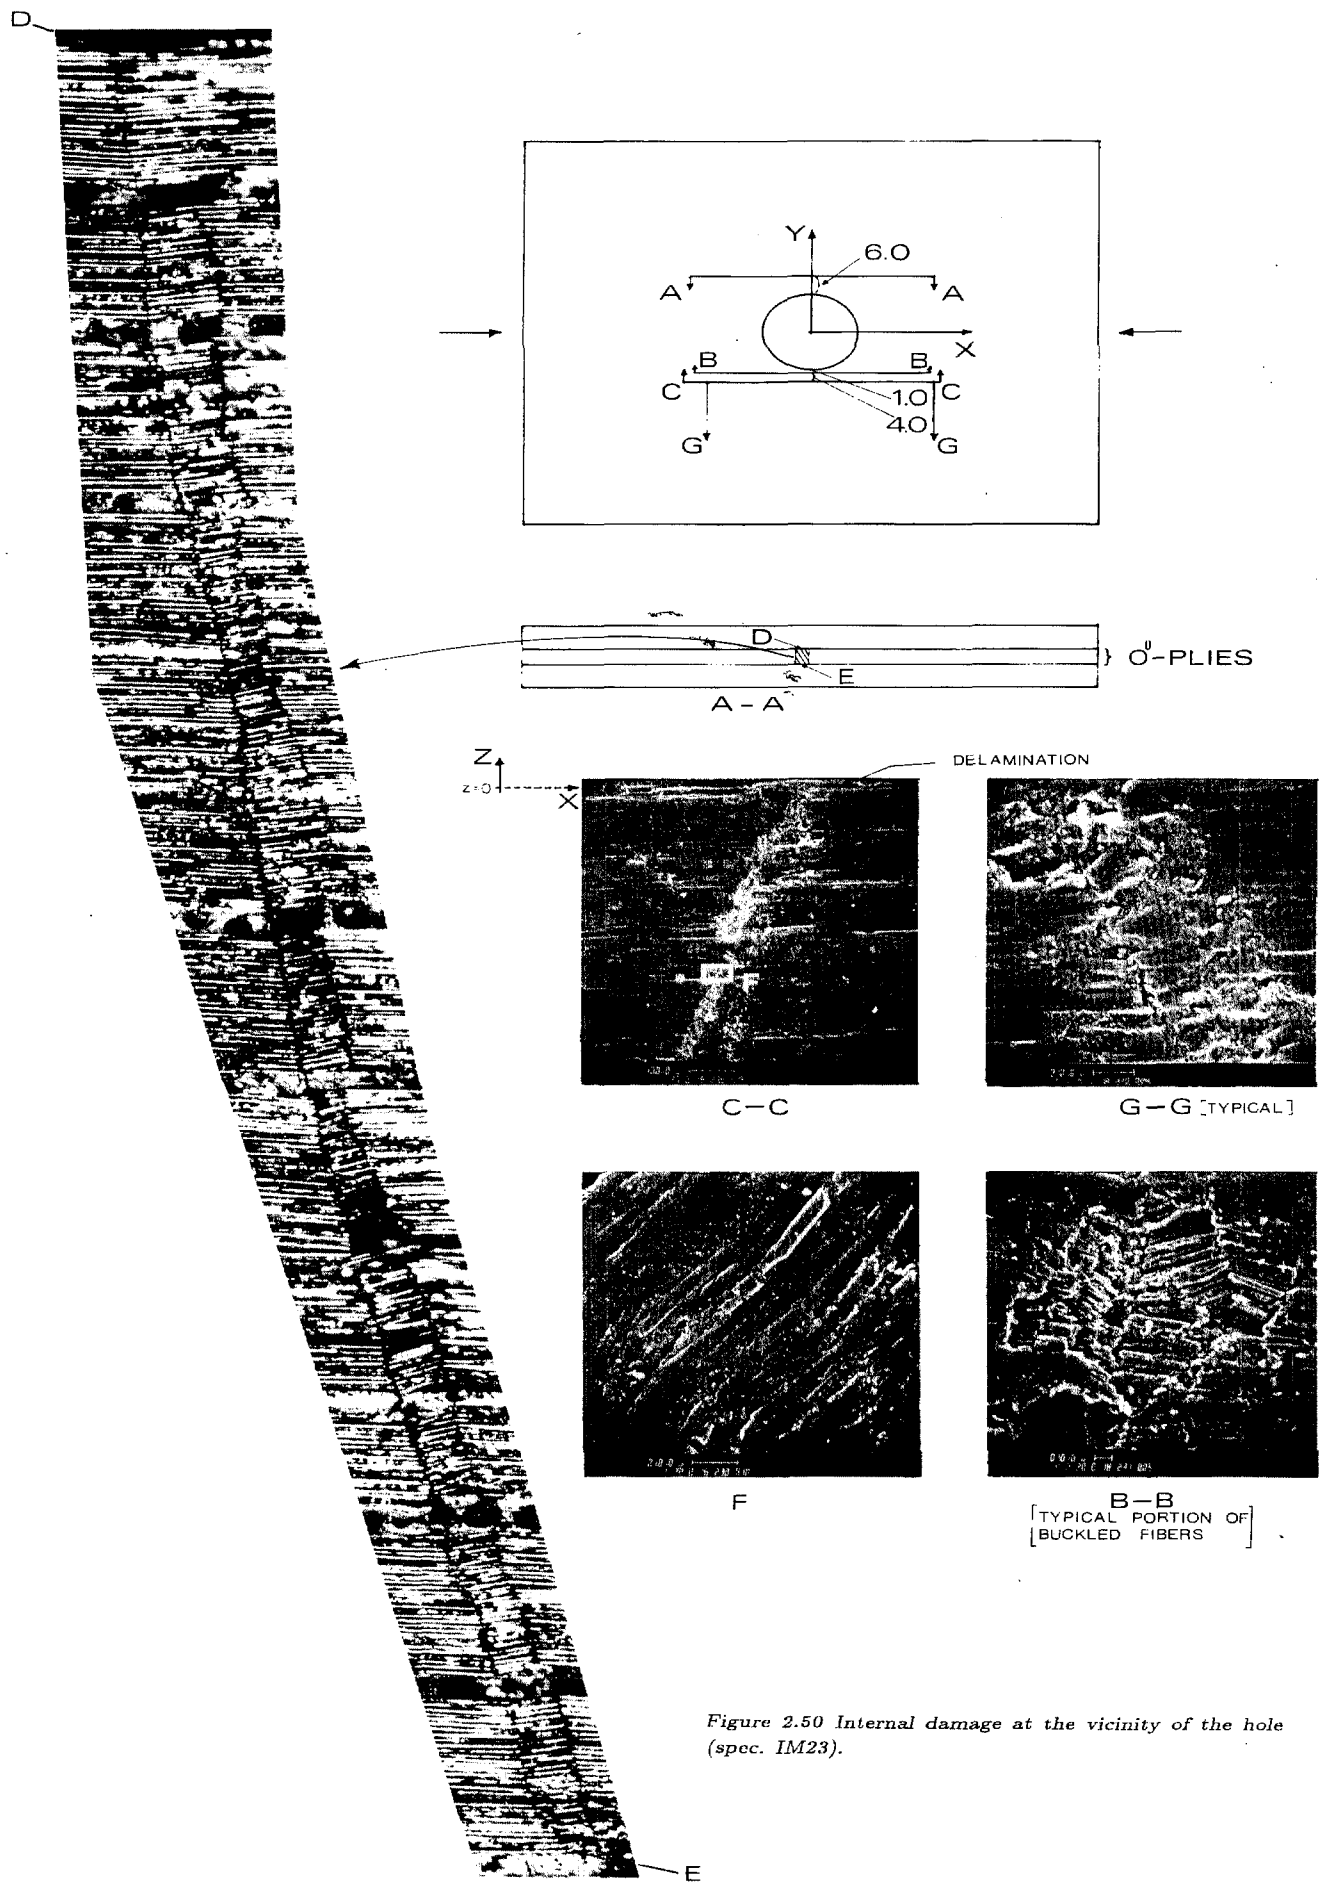 D
Y
6.0
A
A
X
B
B
C
C
1.0
4.0
G
G
D
E
0°-PLIES
A-A
Z
z=0
X
DELAMINATION
C-C
G-G [TYPICAL]
F
B-B
[TYPICAL PORTION OF
BUCKLED FIBERS]
Figure 2.50 Internal damage at the vicinity of the hole
(spec. IM23).
E